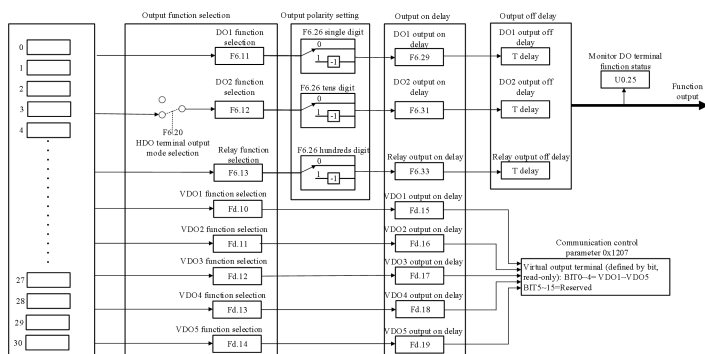 Output function selection
Output polarity setting
Output on delay
Output off delay
0
1
2
3
4
27
28
29
30
DO1 function
selection
F6.11
F6.26 single digit
0
1
-1
DO1 output on
delay
F6.29
DO1 output off
delay
T delay
Monitor DO terminal
function status
U0.25
Function
output
F6.20
HDO terminal output
mode selection
DO2 function
selection
F6.12
F6.26 tens digit
0
1
-1
DO2 output on
delay
F6.31
DO2 output off
delay
T delay
Relay function
selection
F6.13
F6.26 hundreds digit
0
1
-1
Relay output on delay
F6.33
Relay output off delay
T delay
VDO1 function selection
Fd.10
VDO1 output on delay
Fd.15
VDO2 function selection
Fd.11
VDO2 output on delay
Fd.16
VDO3 function selection
Fd.12
VDO3 output on delay
Fd.17
VDO4 function selection
Fd.13
VDO4 output on delay
Fd.18
VDO5 function selection
Fd.14
VDO5 output on delay
Fd.19
Communication control
parameter 0x1207
Virtual output terminal (defined by bit,
read-only): BIT0~4= VDO1~VDO5
BIT5~15=Reserved